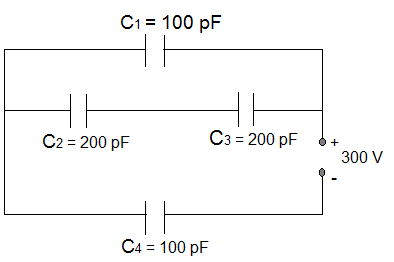 C1 = 100 pF
C2 = 200 pF
C3 = 200 pF
+
300 V
-
C4 = 100 pF